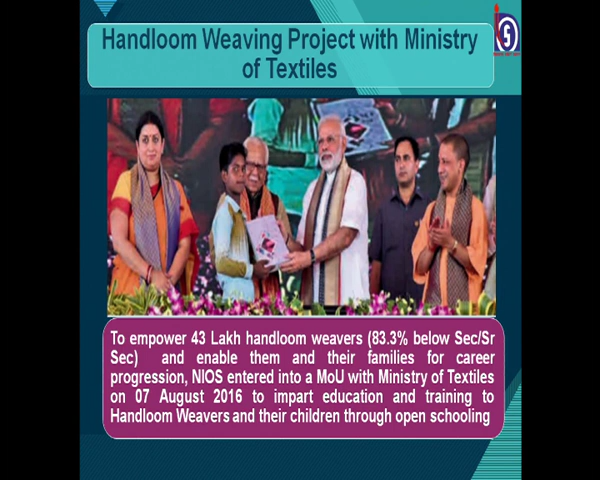 Handloom Weaving Project with Ministry
of Textiles
To empower 43 Lakh handloom weavers (83.3% below Sec/Sr
Sec) and enable them and their families for career
progression, NIOS entered into a MoU with Ministry of Textiles
on 07 August 2016 to impart education and training to
Handloom Weavers and their children through open schooling